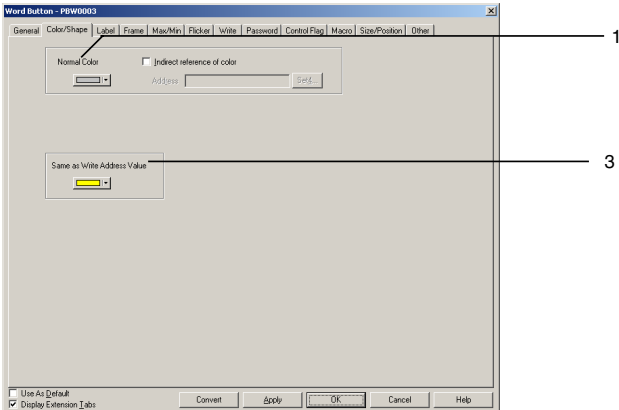 Word Button - PBW0003
General Color/Shape Label Frame Max/Min Flicker Write Password Control Flag Macro Size/Position Other
1
Normal Color
Indirect reference of color
Address Set4...
3
Same as Write Address Value
Use As Default
Display Extension Tabs
Convert Apply OK Cancel Help